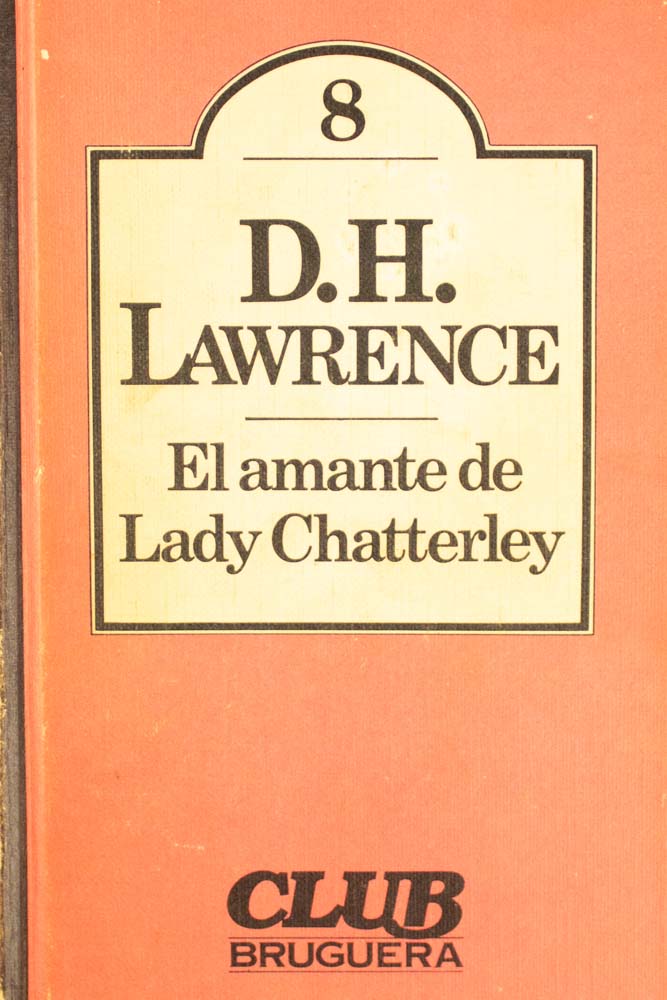 8
D.H.
LAWRENCE
El amante de
Lady Chatterley
CLUB
BRUGUERA